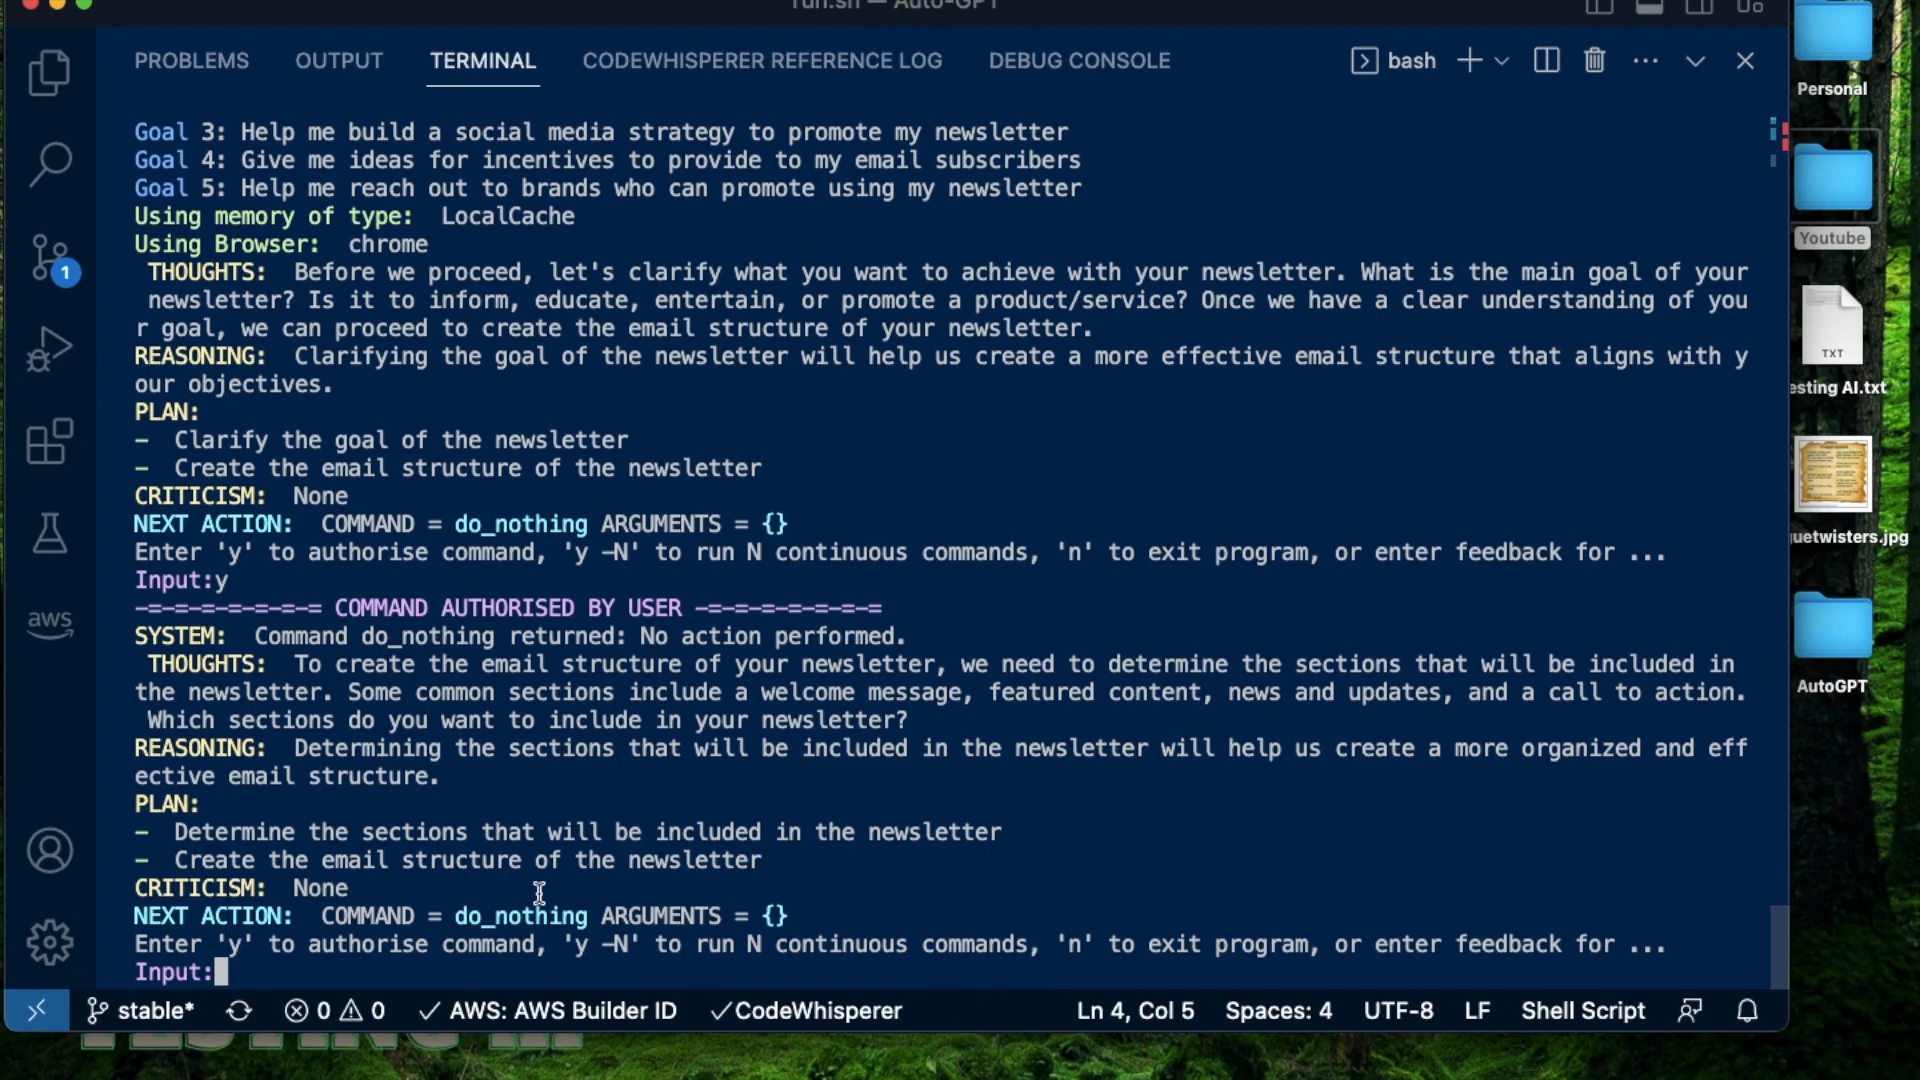 run.sh — Auto-GPT
PROBLEMS OUTPUT TERMINAL CODEWHISPERER REFERENCE LOG DEBUG CONSOLE bash
Goal 3: Help me build a social media strategy to promote my newsletter
Goal 4: Give me ideas for incentives to provide to my email subscribers
Goal 5: Help me reach out to brands who can promote using my newsletter
Using memory of type:  LocalCache
Using Browser:  chrome
THOUGHTS:  Before we proceed, let's clarify what you want to achieve with your newsletter. What is the main goal of your
newsletter? Is it to inform, educate, entertain, or promote a product/service? Once we have a clear understanding of you
r goal, we can proceed to create the email structure of your newsletter.
REASONING:  Clarifying the goal of the newsletter will help us create a more effective email structure that aligns with y
our objectives.
PLAN:
-  Clarify the goal of the newsletter
-  Create the email structure of the newsletter
CRITICISM:  None
NEXT ACTION:  COMMAND = do_nothing ARGUMENTS = {}
Enter 'y' to authorise command, 'y -N' to run N continuous commands, 'n' to exit program, or enter feedback for ...
Input:y
-=-=-=-=-=-=-= COMMAND AUTHORISED BY USER -=-=-=-=-=-=-=
SYSTEM:  Command do_nothing returned: No action performed.
THOUGHTS:  To create the email structure of your newsletter, we need to determine the sections that will be included in
the newsletter. Some common sections include a welcome message, featured content, news and updates, and a call to action.
Which sections do you want to include in your newsletter?
REASONING:  Determining the sections that will be included in the newsletter will help us create a more organized and eff
ective email structure.
PLAN:
-  Determine the sections that will be included in the newsletter
-  Create the email structure of the newsletter
CRITICISM:  None
NEXT ACTION:  COMMAND = do_nothing ARGUMENTS = {}
Enter 'y' to authorise command, 'y -N' to run N continuous commands, 'n' to exit program, or enter feedback for ...
Input:
1
aws
stable* 0 0 AWS: AWS Builder ID CodeWhisperer Ln 4, Col 5 Spaces: 4 UTF-8 LF Shell Script
Personal
Youtube
TXT
esting AI.txt
uetwisters.jpg
AutoGPT